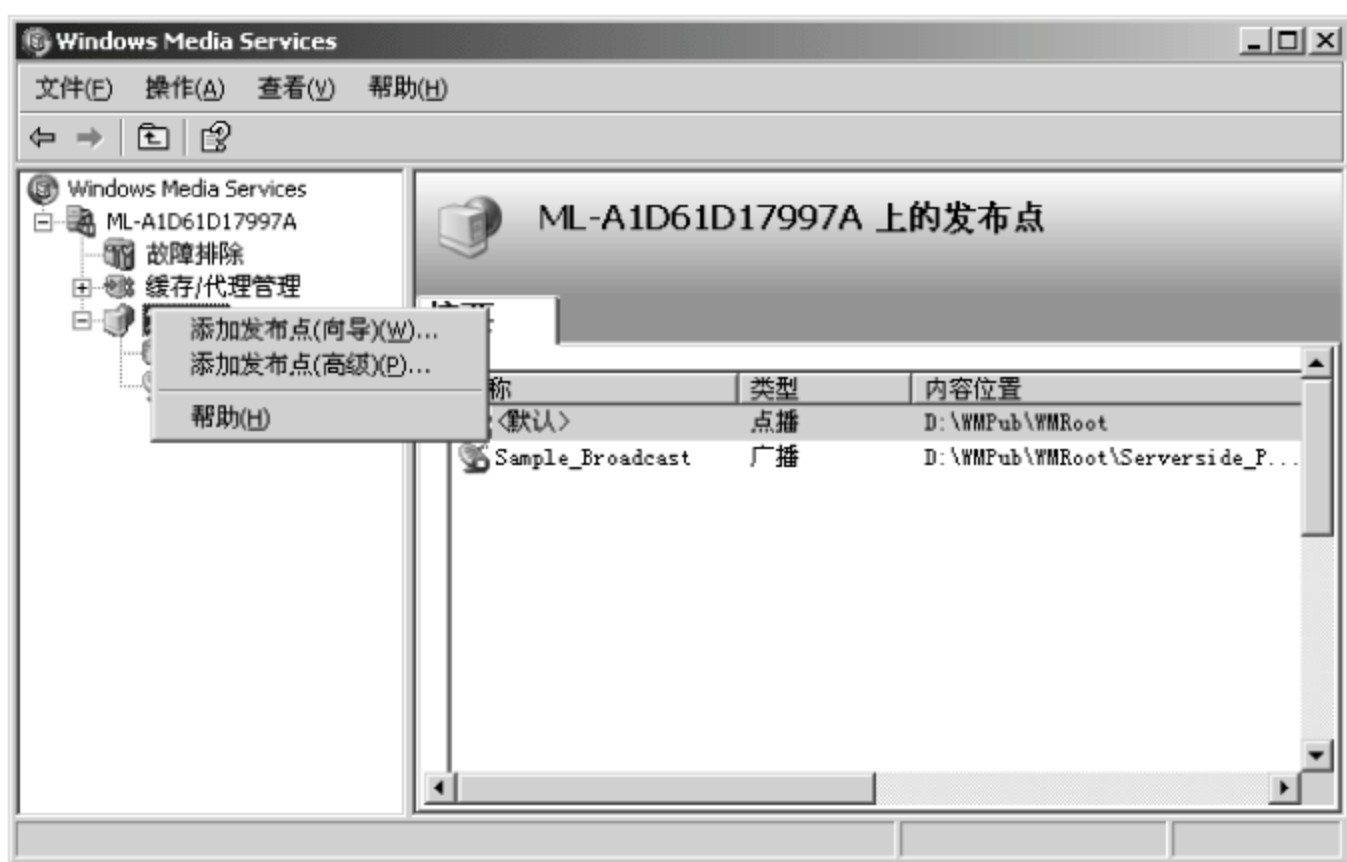 Windows Media Services
文件(F) 操作(A) 查看(V) 帮助(H)
Windows Media Services
ML-A1D61D17997A
故障排除
缓存/代理管理
添加发布点(向导)(W)...
添加发布点(高级)(P)...
帮助(H)
ML-A1D61D17997A 上的发布点
称 类型 内容位置
<默认> 点播 D:\WMPub\WMRoot
Sample_Broadcast 广播 D:\WMPub\WMRoot\Serverside_P...